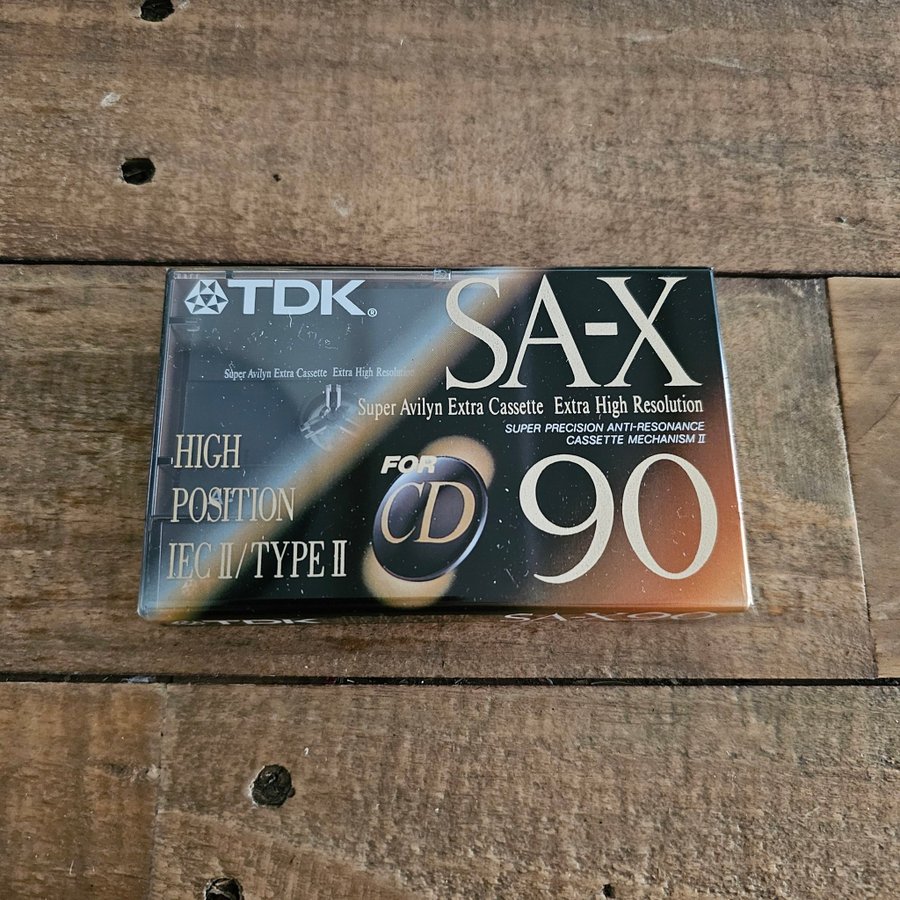 TDK®
SA-X
Super Avilyn Extra Cassette Extra High Resolution
Super Avilyn Extra Cassette Extra High Resolution
SUPER PRECISION ANTI-RESONANCE
CASSETTE MECHANISM II
HIGH
POSITION
IEC II/TYPE II
FOR
CD
90
TDK
SA-X90